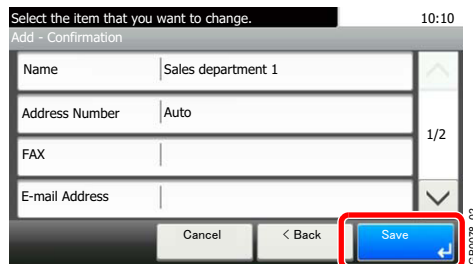 Select the item that you want to change. 10:10
Add - Confirmation
Name Sales department 1
Address Number Auto
1/2
FAX
E-mail Address
Cancel < Back Save